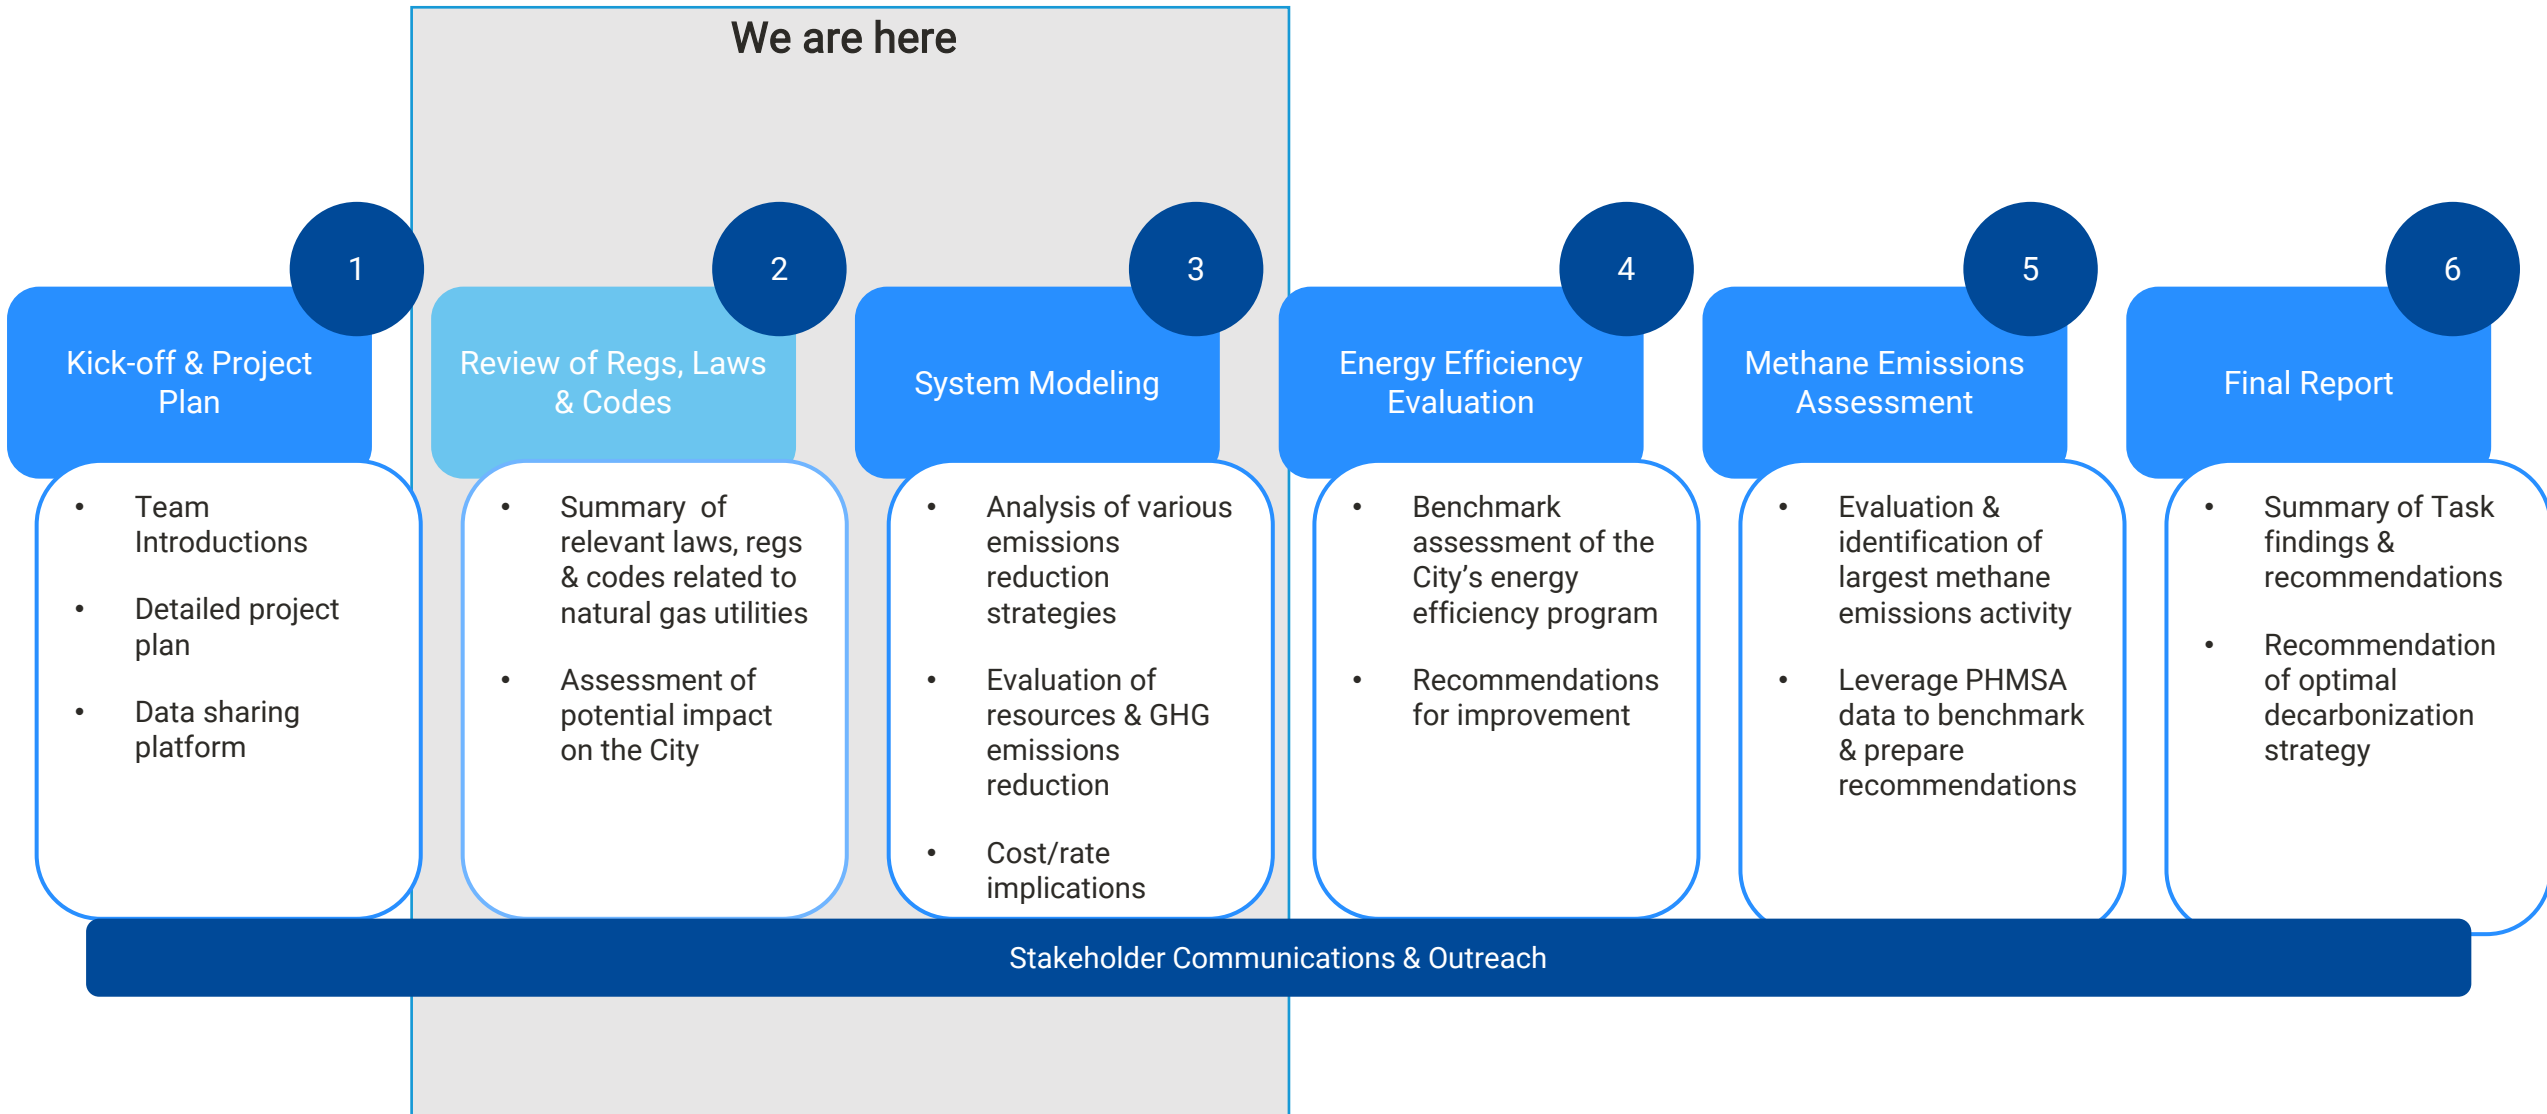 We are here
1
Kick-off & Project
Plan
• Team
Introductions
• Detailed project
plan
• Data sharing
platform
2
Review of Regs, Laws
& Codes
• Summary of
relevant laws, regs
& codes related to
natural gas utilities
• Assessment of
potential impact
on the City
3
System Modeling
• Analysis of various
emissions
reduction
strategies
• Evaluation of
resources & GHG
emissions
reduction
• Cost/rate
implications
4
Energy Efficiency
Evaluation
• Benchmark
assessment of the
City’s energy
efficiency program
• Recommendations
for improvement
5
Methane Emissions
Assessment
• Evaluation &
identification of
largest methane
emissions activity
• Leverage PHMSA
data to benchmark
& prepare
recommendations
6
Final Report
• Summary of Task
findings &
recommendations
• Recommendation
of optimal
decarbonization
strategy
Stakeholder Communications & Outreach